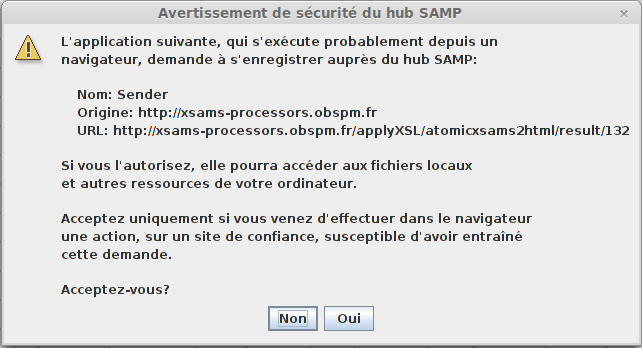 Avertissement de sécurité du hub SAMP
L'application suivante, qui s'exécute probablement depuis un
navigateur, demande à s'enregistrer auprès du hub SAMP:
Nom: Sender
Origine: http://xsams-processors.obspm.fr
URL: http://xsams-processors.obspm.fr/applyXSL/atomicxsams2html/result/132
Si vous l'autorisez, elle pourra accéder aux fichiers locaux
et autres ressources de votre ordinateur.
Acceptez uniquement si vous venez d'effectuer dans le navigateur
une action, sur un site de confiance, susceptible d'avoir entraîné
cette demande.
Acceptez-vous?
Non Oui